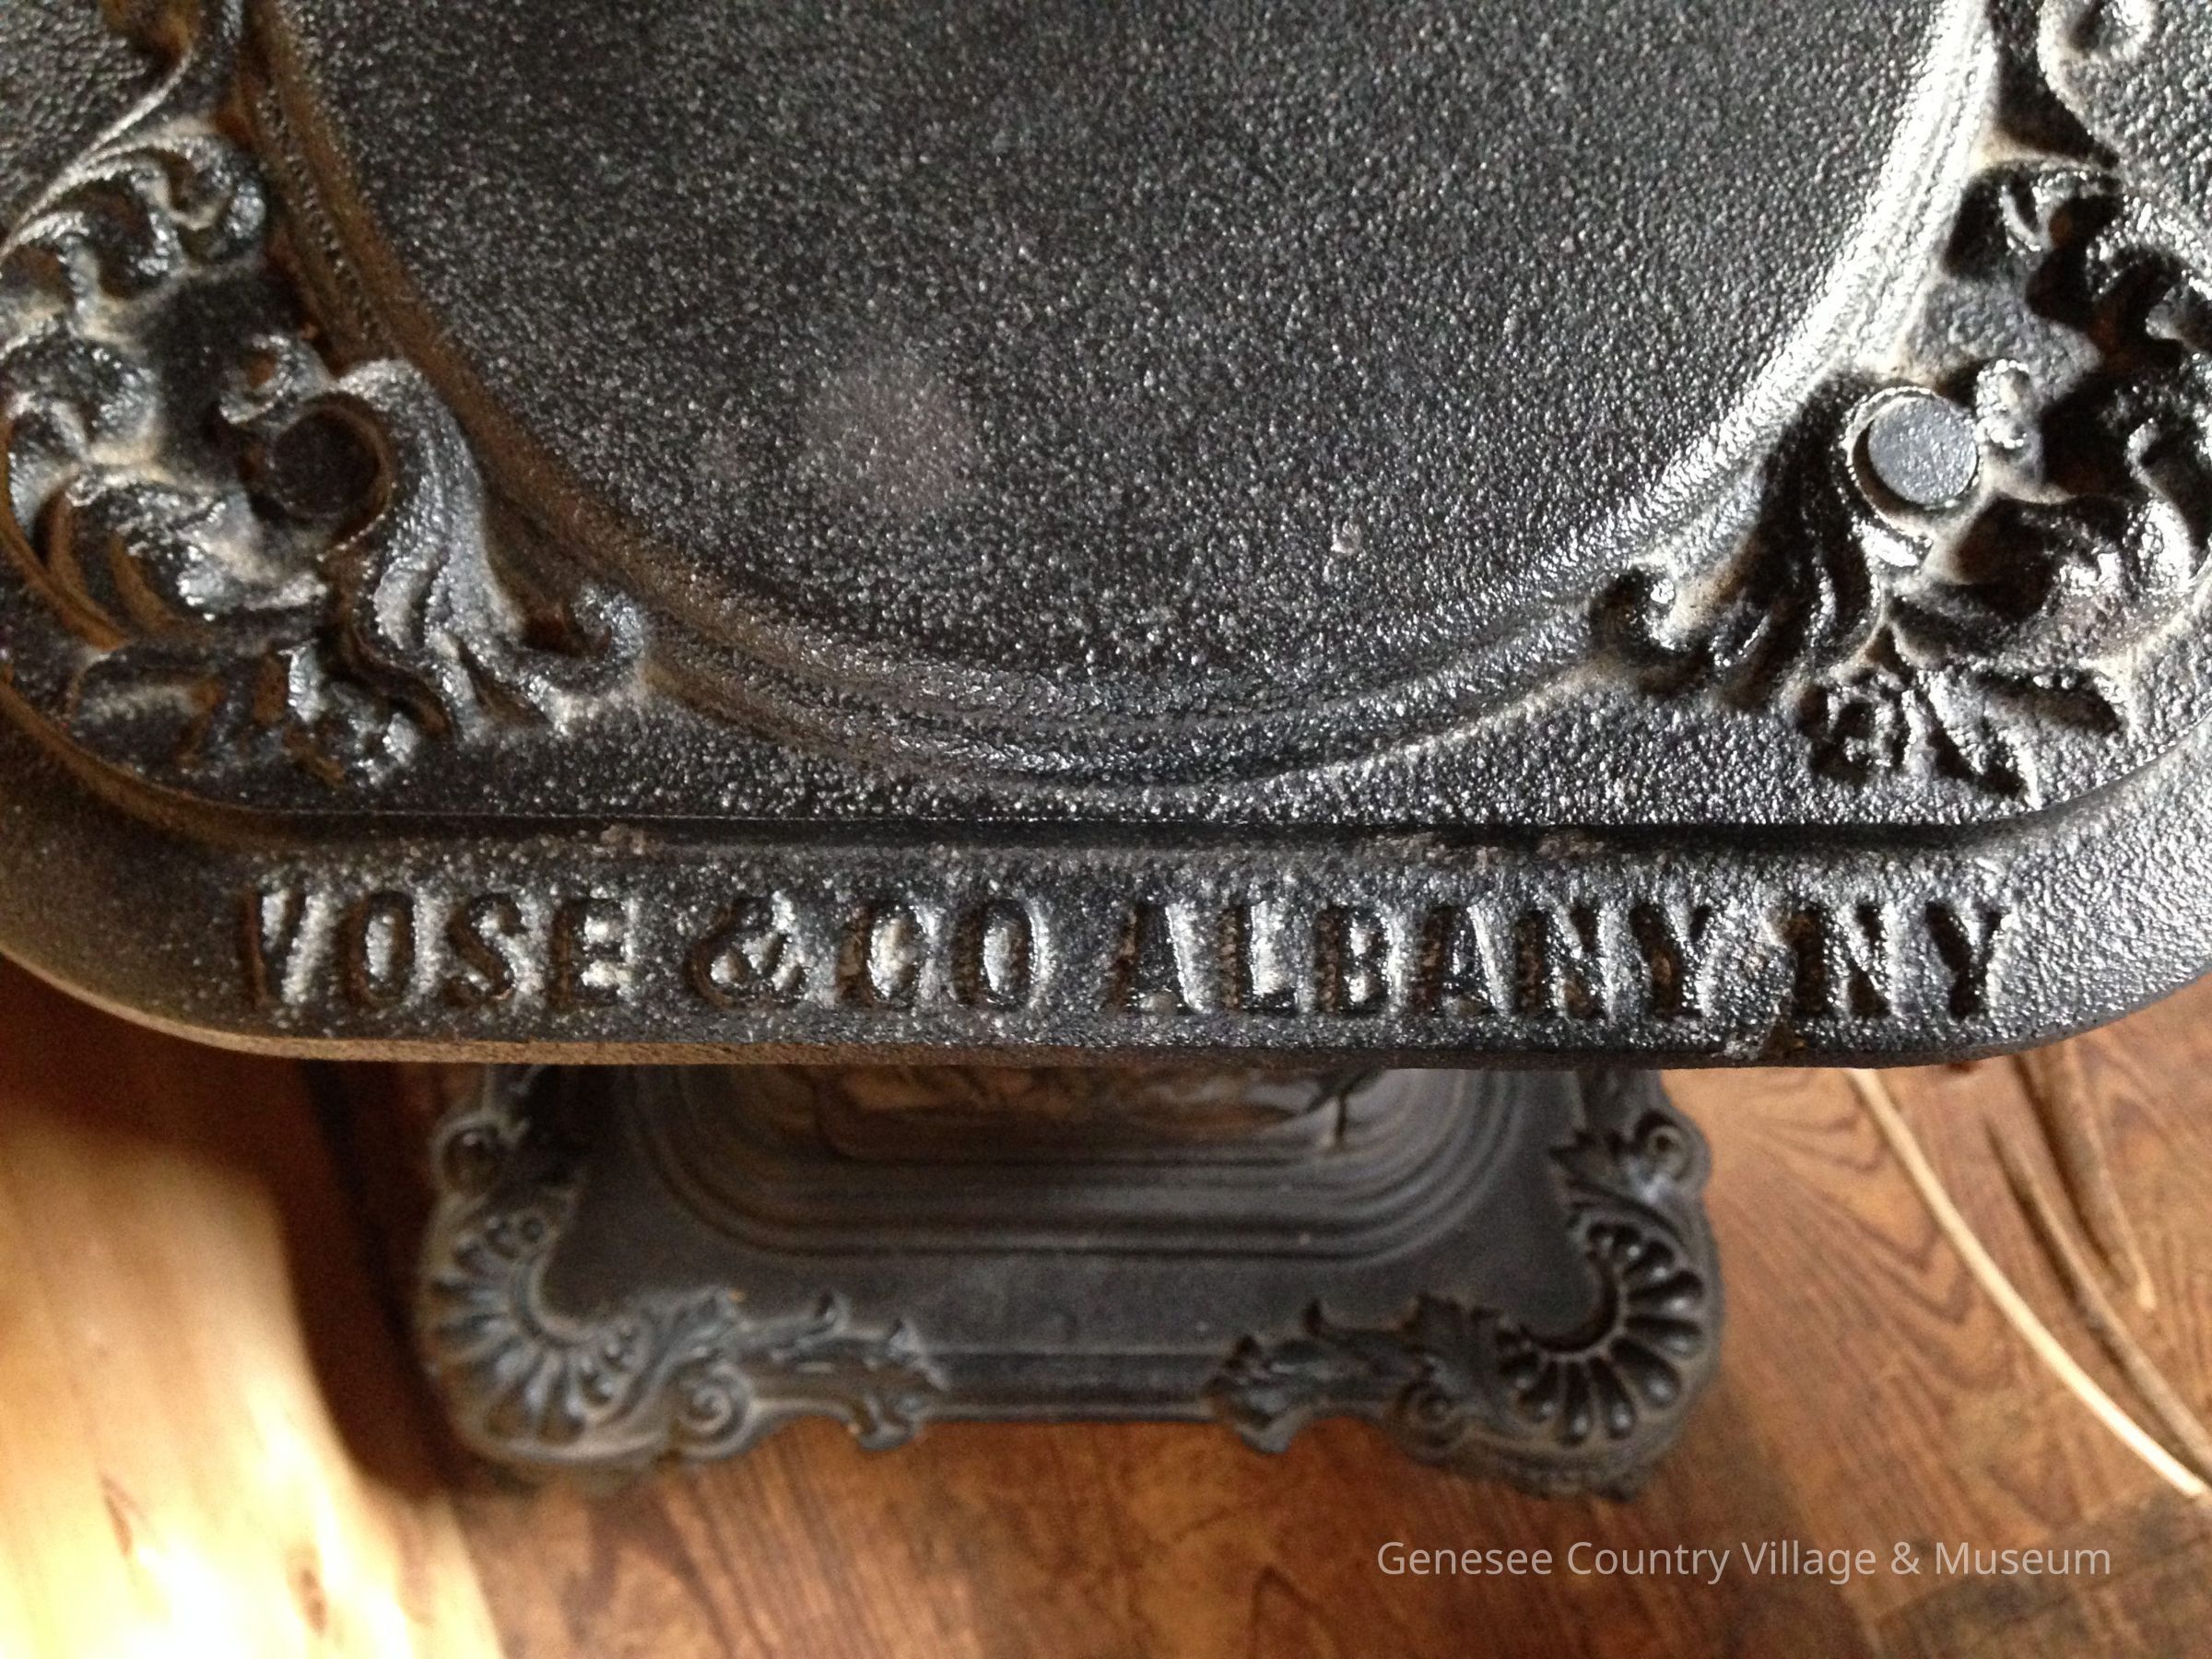 VOSE & CO ALBANY NY
Genesee Country Village & Museum